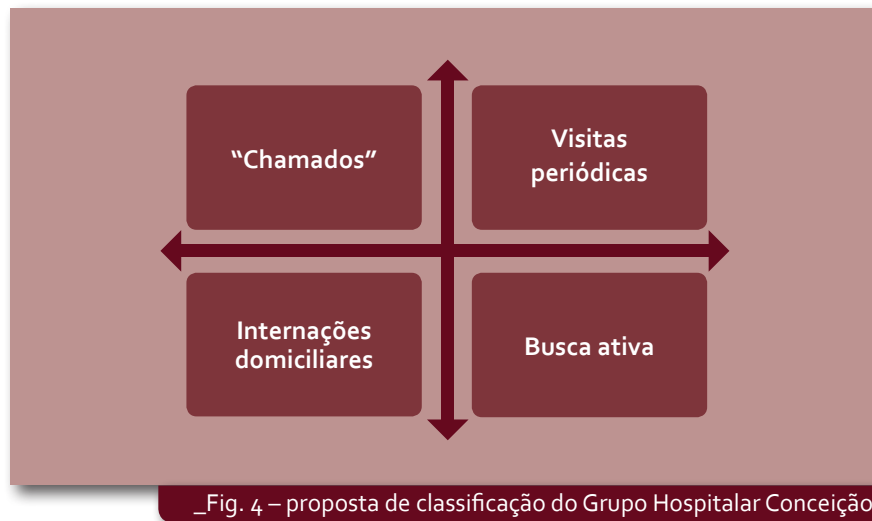 “Chamados”
Visitas
periódicas
Internações
domiciliares
Busca ativa
_Fig. 4 – proposta de classificação do Grupo Hospitalar Conceição